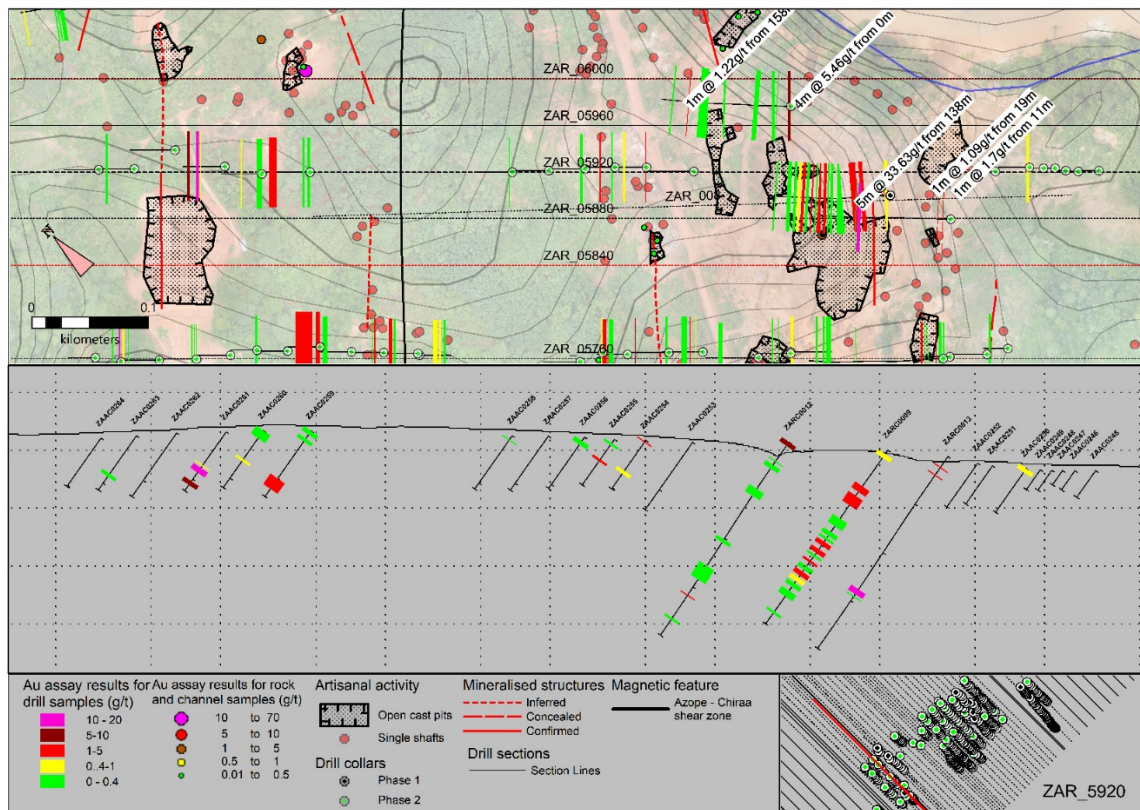 1m @ 1.22g/t from 158m
4m @ 5.46g/t from 0m
5m @ 33.63g/t from 138m
1m @ 1.09g/t from 19m
1m @ 1.7g/t from 11m
ZAR_06000
ZAR_05960
ZAR_05920
ZAR_05880
ZAR_05840
ZAR_05760
N
0 0.1
kilometers
ZAAC0264
ZAAC0263
ZAAC0262
ZAAC0261
ZAAC0260
ZAAC0259
ZAAC0258
ZAAC0257
ZAAC0256
ZAAC0255
ZAAC0254
ZAAC0253
ZARC0012
ZARC0009
ZARC0013
ZAAC0252
ZAAC0251
ZAAC0250
ZAAC0249
ZAAC0248
ZAAC0247
ZAAC0246
ZAAC0245
Au assay results for
drill samples (g/t)
10 - 20
5-10
1-5
0.4-1
0 - 0.4
Au assay results for rock
and channel samples (g/t)
10 to 70
5 to 10
1 to 5
0.5 to 1
0.01 to 0.5
Artisanal activity
Open cast pits
Single shafts
Drill collars
Phase 1
Phase 2
Mineralised structures
Inferred
Concealed
Confirmed
Drill sections
Section Lines
Magnetic feature
Azope - Chiraa
shear zone
ZAR_5920